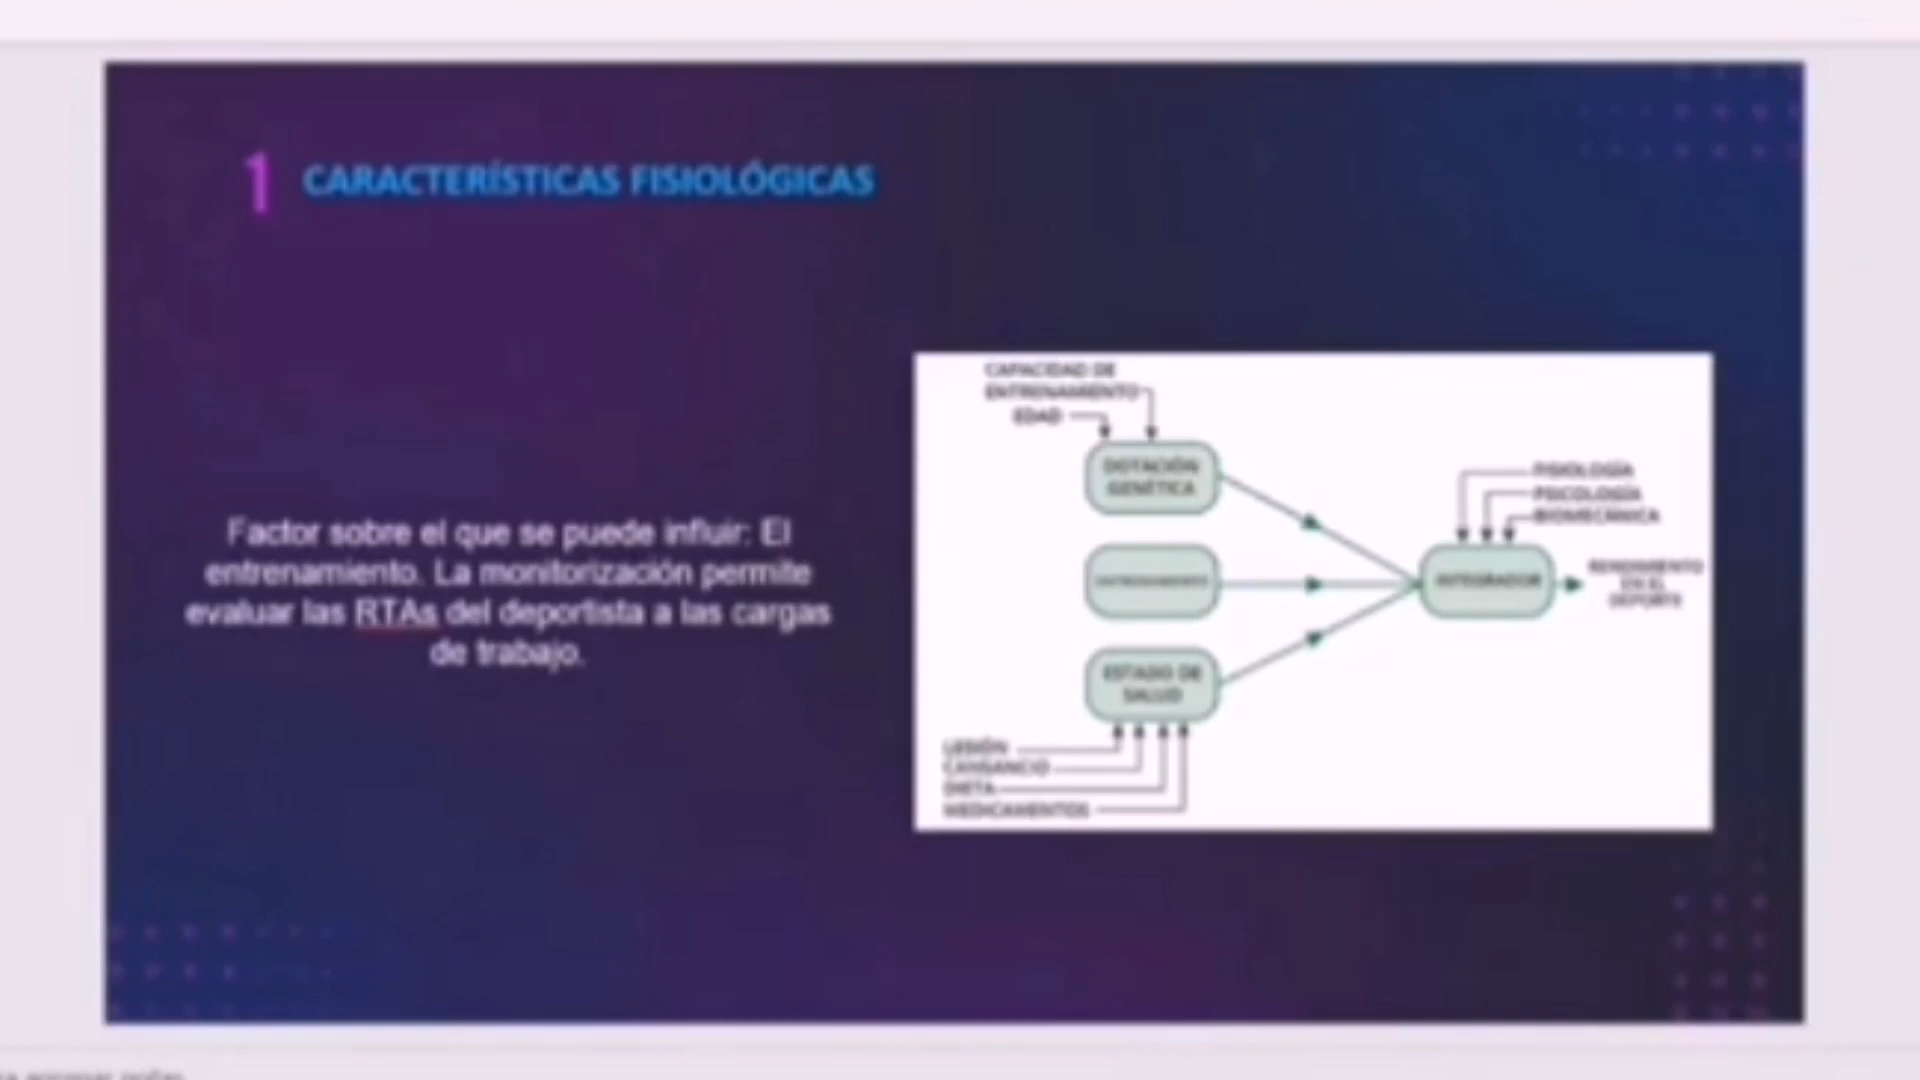 1 CARACTERÍSTICAS FISIOLÓGICAS
Factor sobre el que se puede influir: El
entrenamiento. La monitorización permite
evaluar las RTAs del deportista a las cargas
de trabajo.
CAPACIDAD DE
ENTRENAMIENTO
EDAD
DOTACIÓN
GENÉTICA
ENTRENAMIENTO
ESTADO DE
SALUD
LESIÓN
CANSANCIO
DIETA
MEDICAMENTOS
FISIOLOGÍA
PSICOLOGÍA
BIOMECÁNICA
INTEGRADOR
RENDIMIENTO
EN EL
DEPORTE